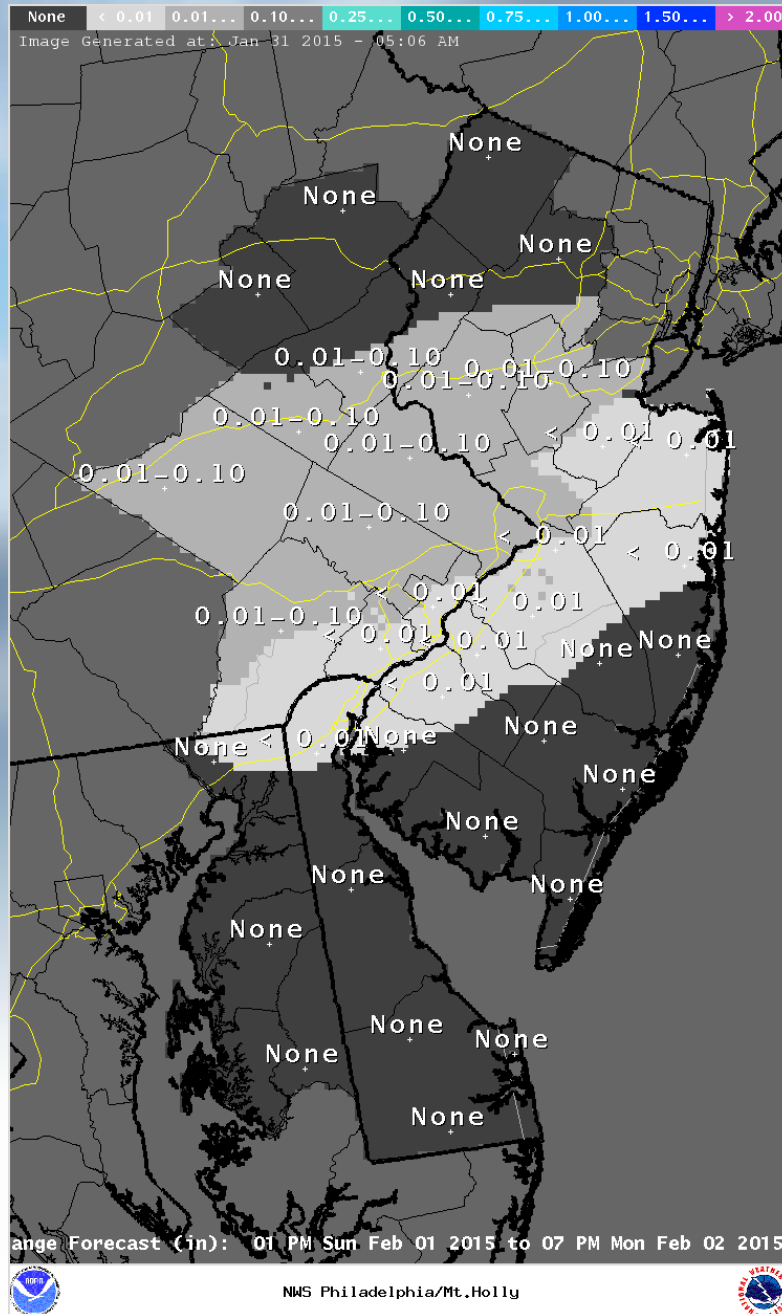 None < 0.01 0.01... 0.10... 0.25... 0.50... 0.75... 1.00... 1.50... > 2.00
Image Generated at: Jan 31 2015 - 05:06 AM
None
None
None
None
None
0.01-0.10
0.01-0.10
0.01-0.10
0.01-0.10
< 0.01
< 0.01
0.01-0.10
0.01-0.10
0.01-0.10
< 0.01
< 0.01
< 0.01
< 0.01
0.01-0.10
< 0.01
< 0.01
None
None
< 0.01
None
None
< 0.01
None
None
None
None
None
None
None
None
None
None
ange Forecast (in): 01 PM Sun Feb 01 2015 to 07 PM Mon Feb 02 2015
NWS Philadelphia/Mt.Holly